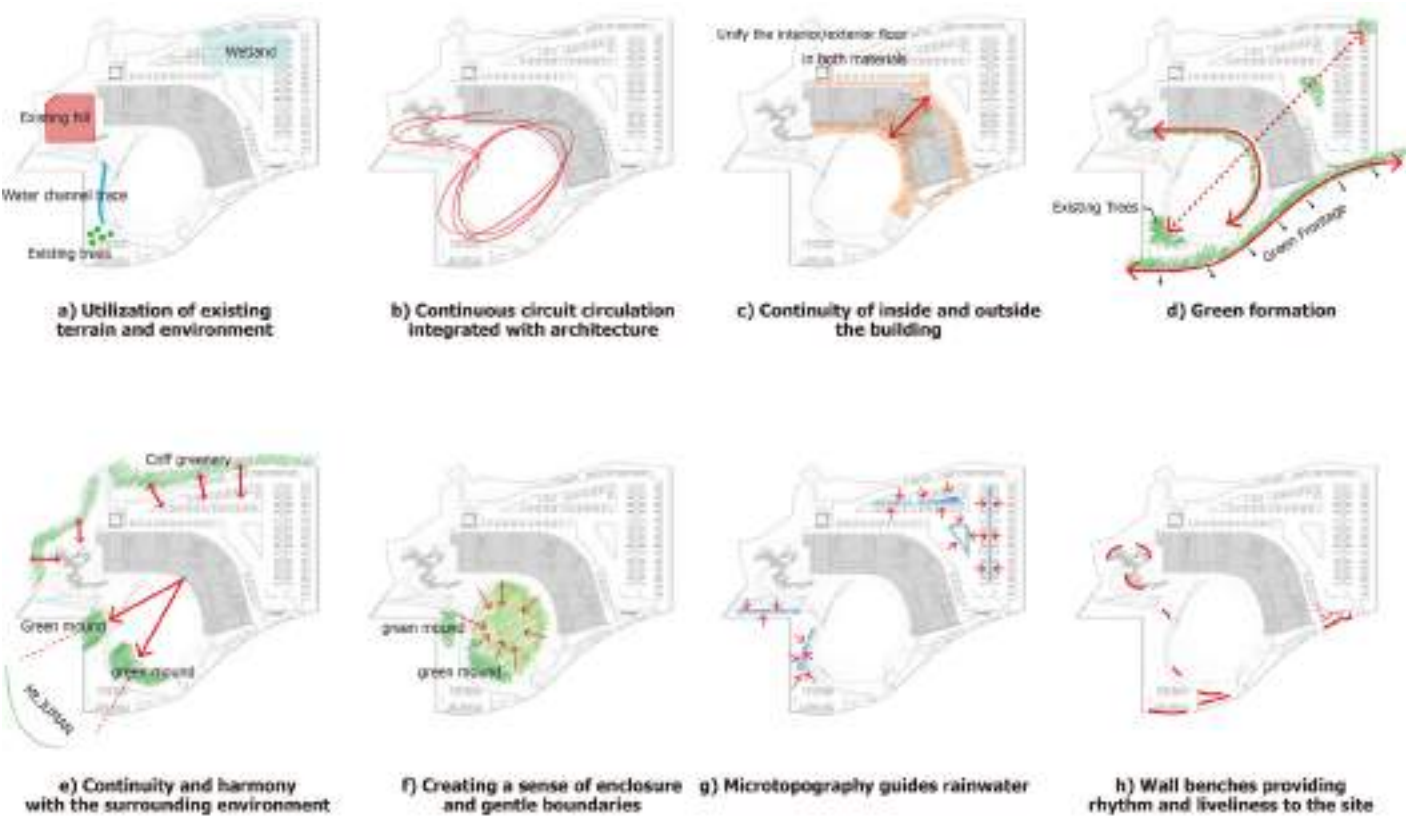 Wetland
Existing hill
Water channel trace
Existing trees
a) Utilization of existing
terrain and environment
b) Continuous circuit circulation
integrated with architecture
Unify the interior/exterior floor
in both materials
c) Continuity of inside and outside
the building
Existing Trees
Green Frontage
d) Green formation
Cliff greenery
Green mound
green mound
e) Continuity and harmony
with the surrounding environment
green mound
green mound
f) Creating a sense of enclosure
and gentle boundaries
g) Microtopography guides rainwater
h) Wall benches providing
rhythm and liveliness to the site